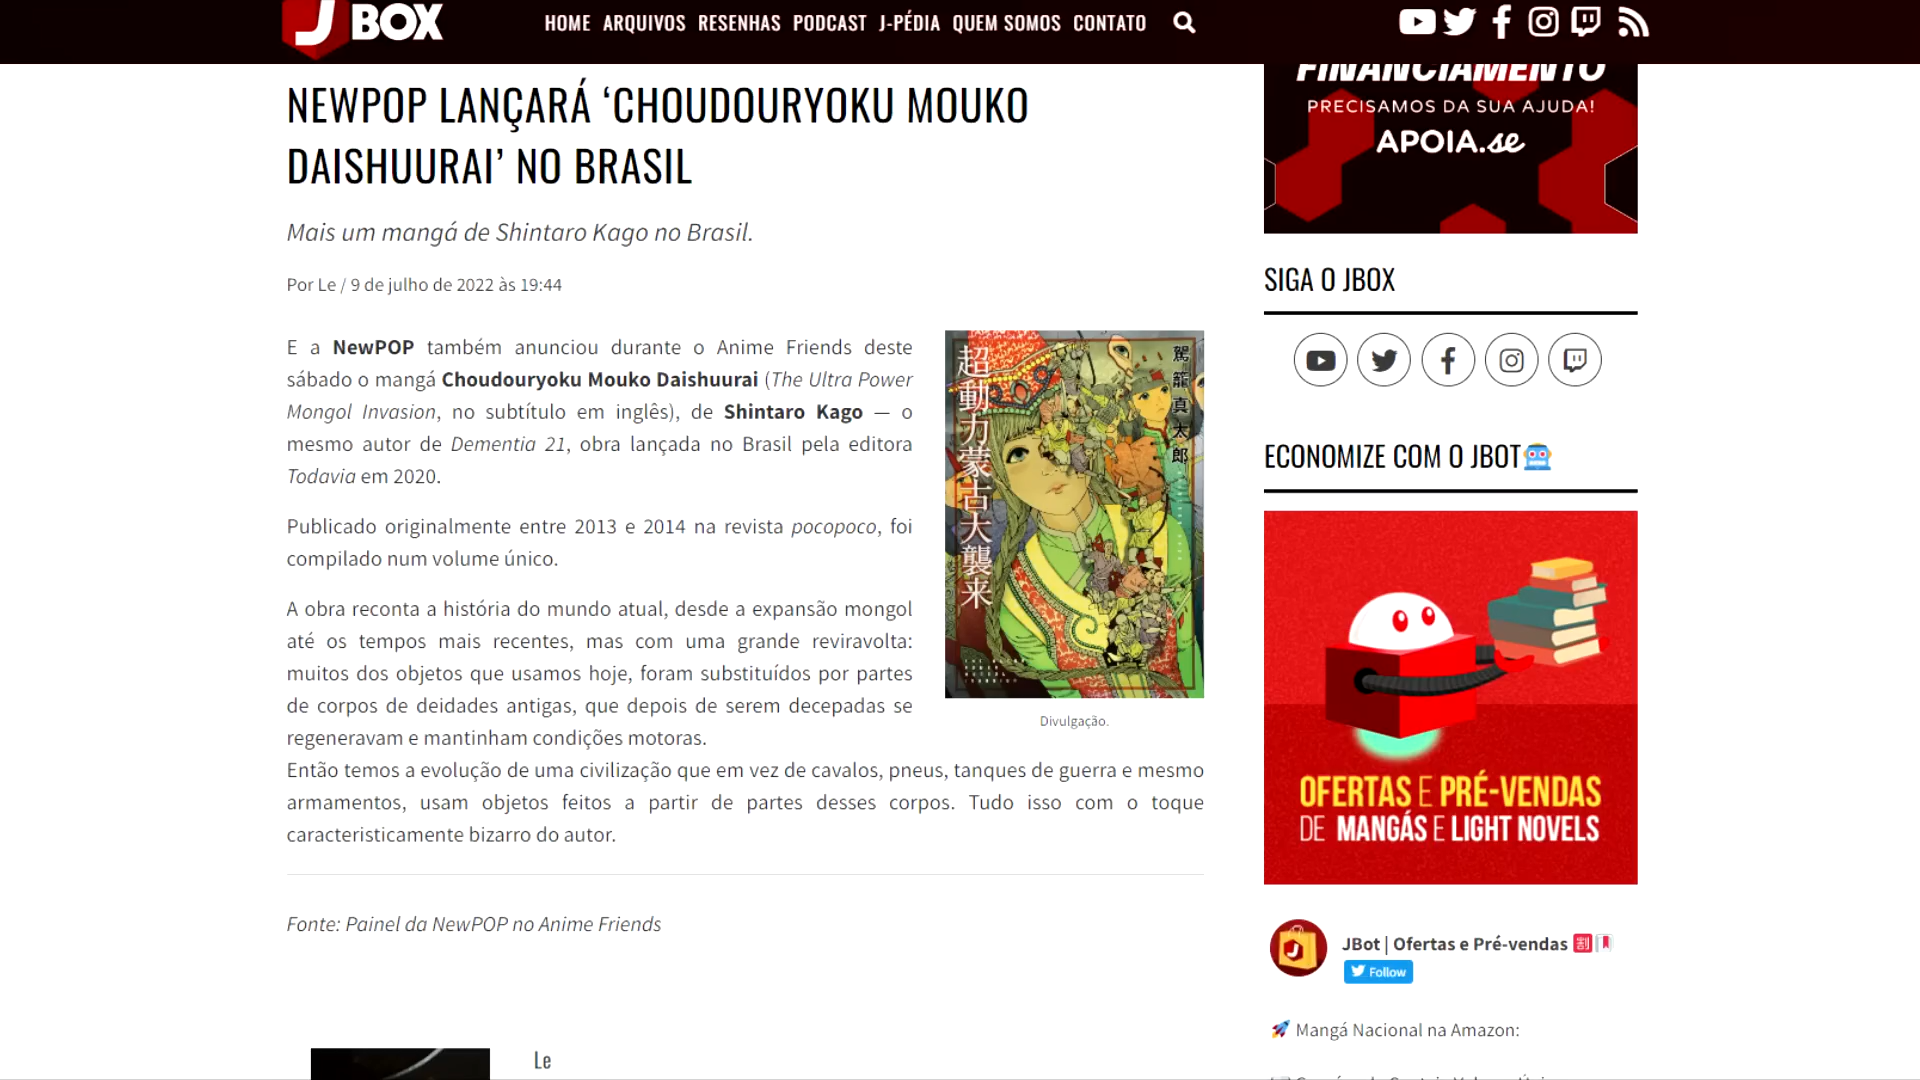 J BOX
HOME ARQUIVOS RESENHAS PODCAST J-PÉDIA QUEM SOMOS CONTATO
NEWPOP LANÇARÁ ‘CHOUDOURYOKU MOUKO
DAISHUURAI’ NO BRASIL
Mais um mangá de Shintaro Kago no Brasil.
Por Le / 9 de julho de 2022 às 19:44
E a NewPOP também anunciou durante o Anime Friends deste
sábado o mangá Choudouryoku Mouko Daishuurai (The Ultra Power
Mongol Invasion, no subtítulo em inglês), de Shintaro Kago — o
mesmo autor de Dementia 21, obra lançada no Brasil pela editora
Todavia em 2020.
Publicado originalmente entre 2013 e 2014 na revista pocopoco, foi
compilado num volume único.
A obra reconta a história do mundo atual, desde a expansão mongol
até os tempos mais recentes, mas com uma grande reviravolta:
muitos dos objetos que usamos hoje, foram substituídos por partes
de corpos de deidades antigas, que depois de serem decepadas se
regeneravam e mantinham condições motoras.
Então temos a evolução de uma civilização que em vez de cavalos, pneus, tanques de guerra e mesmo
armamentos, usam objetos feitos a partir de partes desses corpos. Tudo isso com o toque
caracteristicamente bizarro do autor.
超動力蒙古大襲来
駕籠真太郎
Divulgação.
Fonte: Painel da NewPOP no Anime Friends
Le
FINANCIAMENTO
PRECISAMOS DA SUA AJUDA!
APOIA.se
SIGA O JBOX
ECONOMIZE COM O JBOT
OFERTAS E PRÉ-VENDAS
DE MANGÁS E LIGHT NOVELS
JBot | Ofertas e Pré-vendas 🈹
Follow
Mangá Nacional na Amazon: